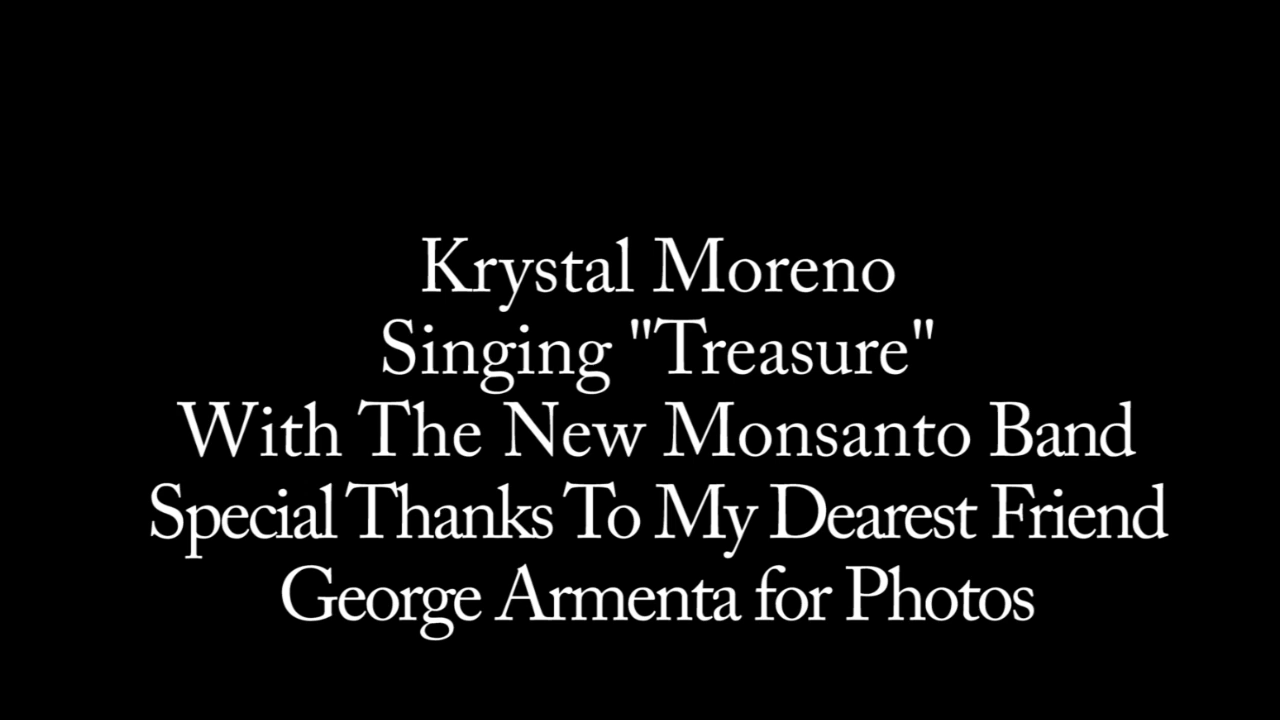 Krystal Moreno
Singing "Treasure"
With The New Monsanto Band
Special Thanks To My Dearest Friend
George Armenta for Photos